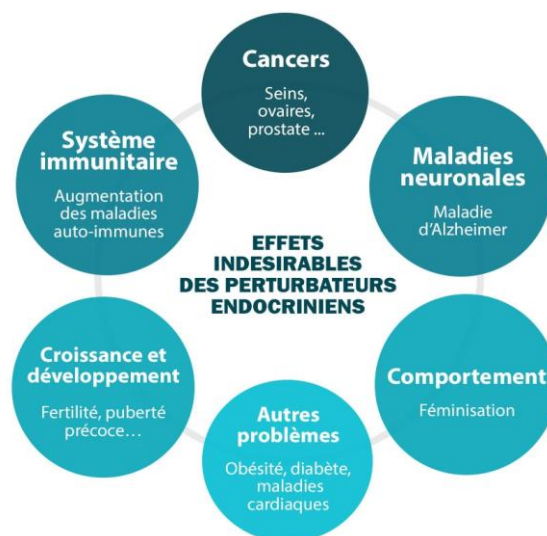 Cancers
Seins,
ovaires,
prostate ...
Système
immunitaire
Augmentation
des maladies
auto-immunes
Maladies
neuronales
Maladie
d'Alzheimer
EFFETS
INDESIRABLES
DES PERTURBATEURS
ENDOCRINIENS
Croissance et
développement
Fertilité, puberté
précoce...
Comportement
Féminisation
Autres
problèmes
Obésité, diabète,
maladies
cardiaques